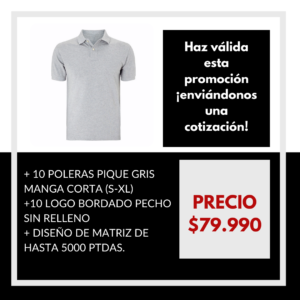 Haz válida
esta
promoción
¡enviándonos
una
cotización!
+ 10 POLERAS PIQUE GRIS
MANGA CORTA (S-XL)
+10 LOGO BORDADO PECHO
SIN RELLENO
+ DISEÑO DE MATRIZ DE
HASTA 5000 PTDAS.
PRECIO
$79.990